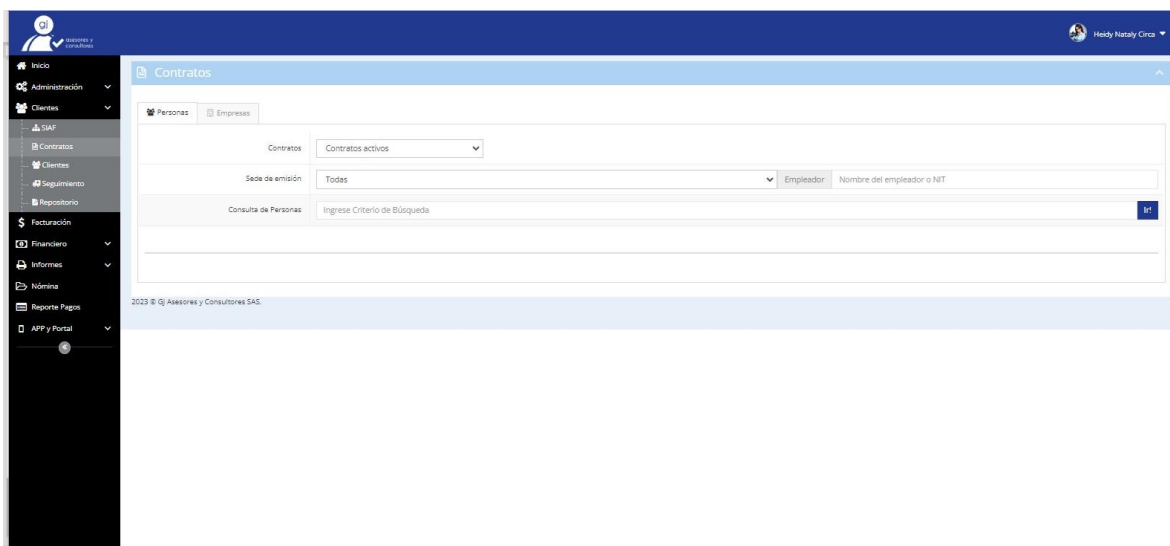 gj
asesores y
consultores
Heidy Nataly Circa
Inicio
Administración
Clientes
SIAF
Contratos
Clientes
Seguimiento
Repositorio
Facturación
Financiero
Informes
Nómina
Reporte Pagos
APP y Portal
Contratos
Personas Empresas
Contratos Contratos activos
Sede de emisión Todas Empleador Nombre del empleador o NIT
Consulta de Personas Ingrese Criterio de Búsqueda Ir!
2023 © GJ Asesores y Consultores SAS.